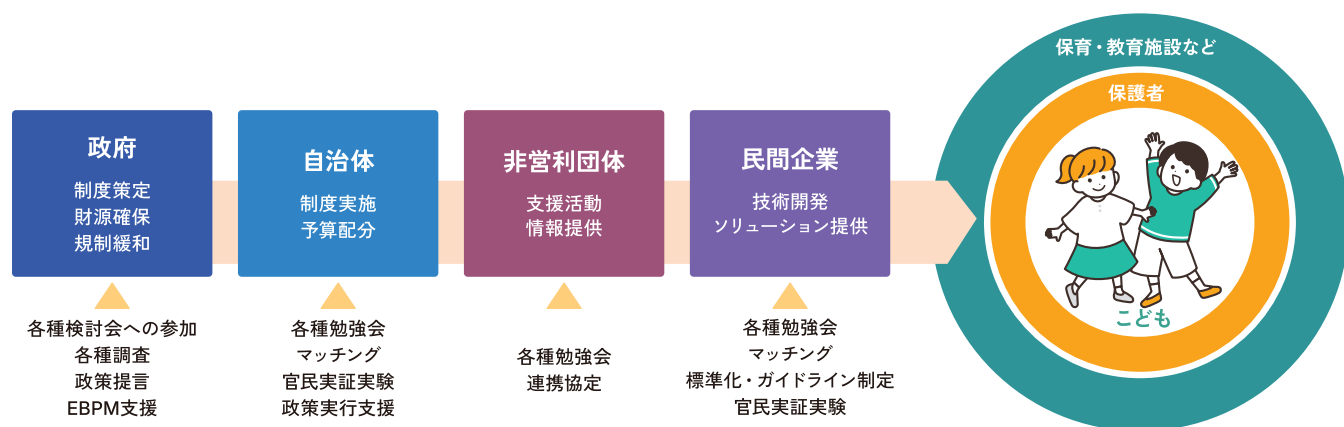 政府
制度策定
財源確保
規制緩和
自治体
制度実施
予算配分
非営利団体
支援活動
情報提供
民間企業
技術開発
ソリューション提供
保育・教育施設など
保護者
こども
各種検討会への参加
各種調査
政策提言
EBPM支援
各種勉強会
マッチング
官民実証実験
政策実行支援
各種勉強会
連携協定
各種勉強会
マッチング
標準化・ガイドライン制定
官民実証実験